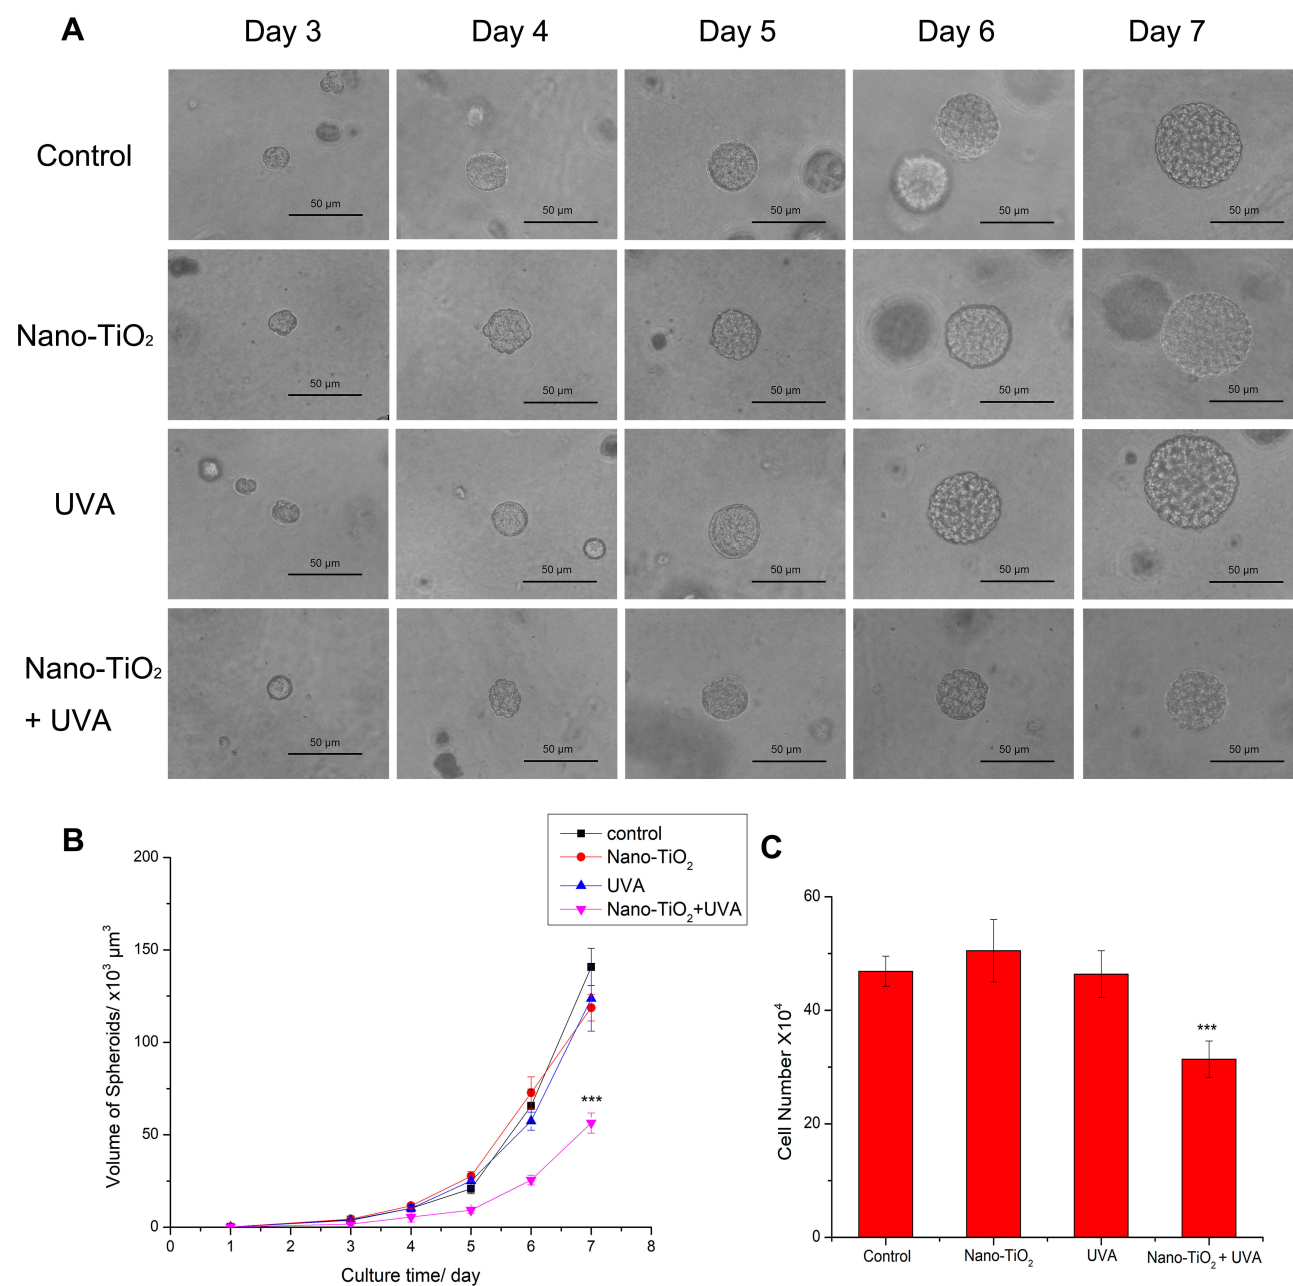 A
Day 3 Day 4 Day 5 Day 6 Day 7
Control
50 µm 50 µm 50 µm 50 µm 50 µm
Nano-TiO2
50 µm 50 µm 50 µm 50 µm 50 µm
UVA
50 µm 50 µm 50 µm 50 µm 50 µm
Nano-TiO2
+ UVA
50 µm 50 µm 50 µm 50 µm 50 µm
B
control
Nano-TiO2
UVA
Nano-TiO2+UVA
Volume of Spheroids/ x10³ µm³
200
150
100
50
0
***
0 1 2 3 4 5 6 7 8
Culture time/ day
C
Cell Number X10⁴
60
40
20
0
***
Control Nano-TiO2 UVA Nano-TiO2 + UVA